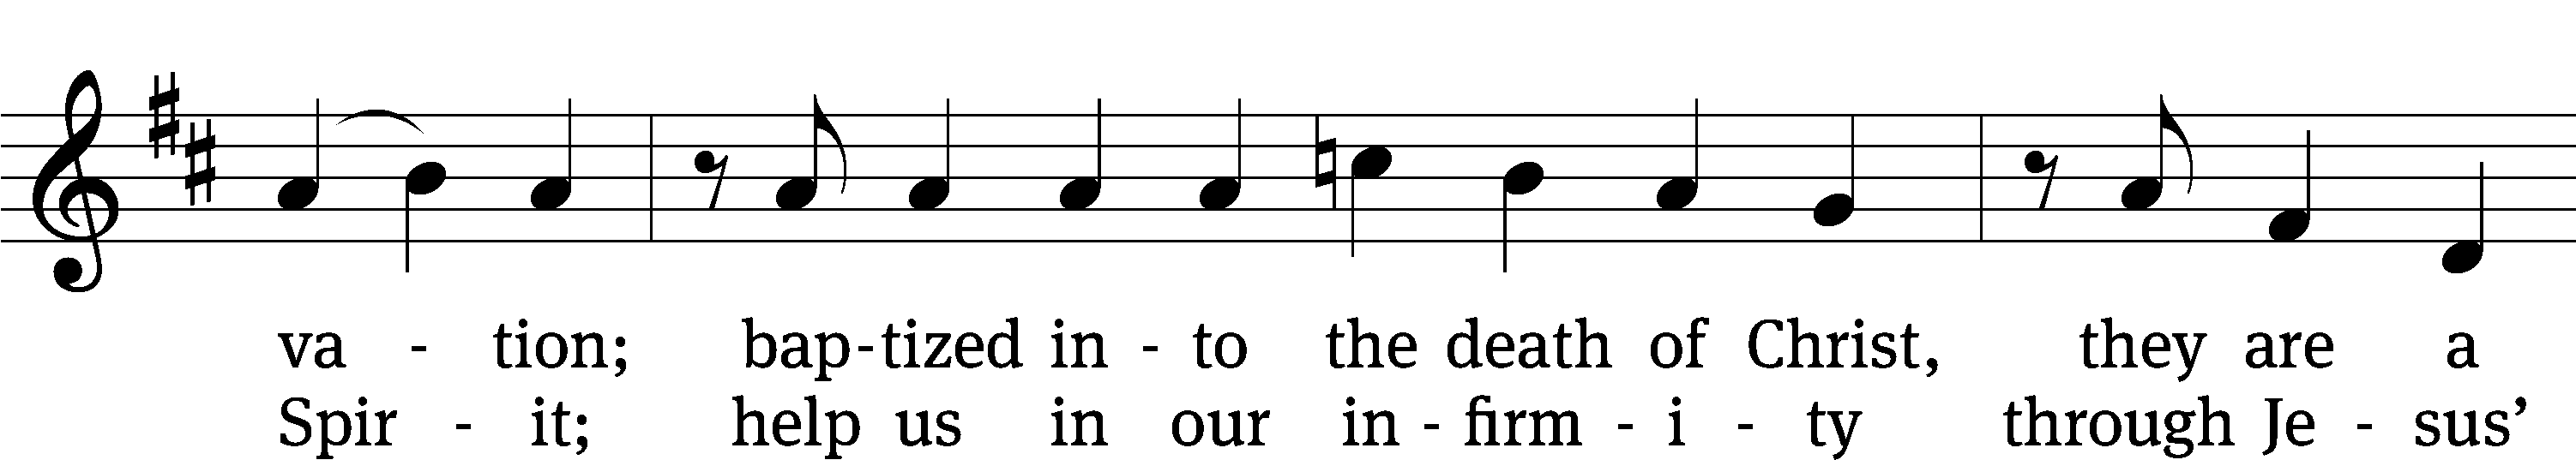 va - tion; bap-tized in - to the death of Christ, they are a
Spir - it; help us in our in - firm - i - ty through Je - sus’